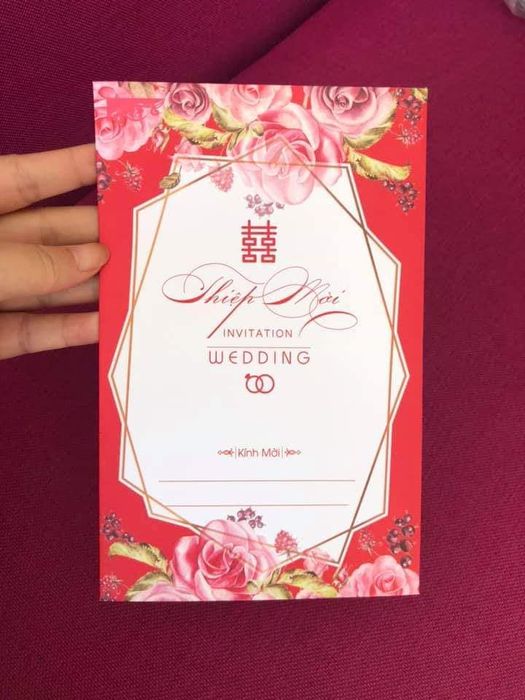 囍
Thiệp Mời
INVITATION
WEDDING
Kính Mời